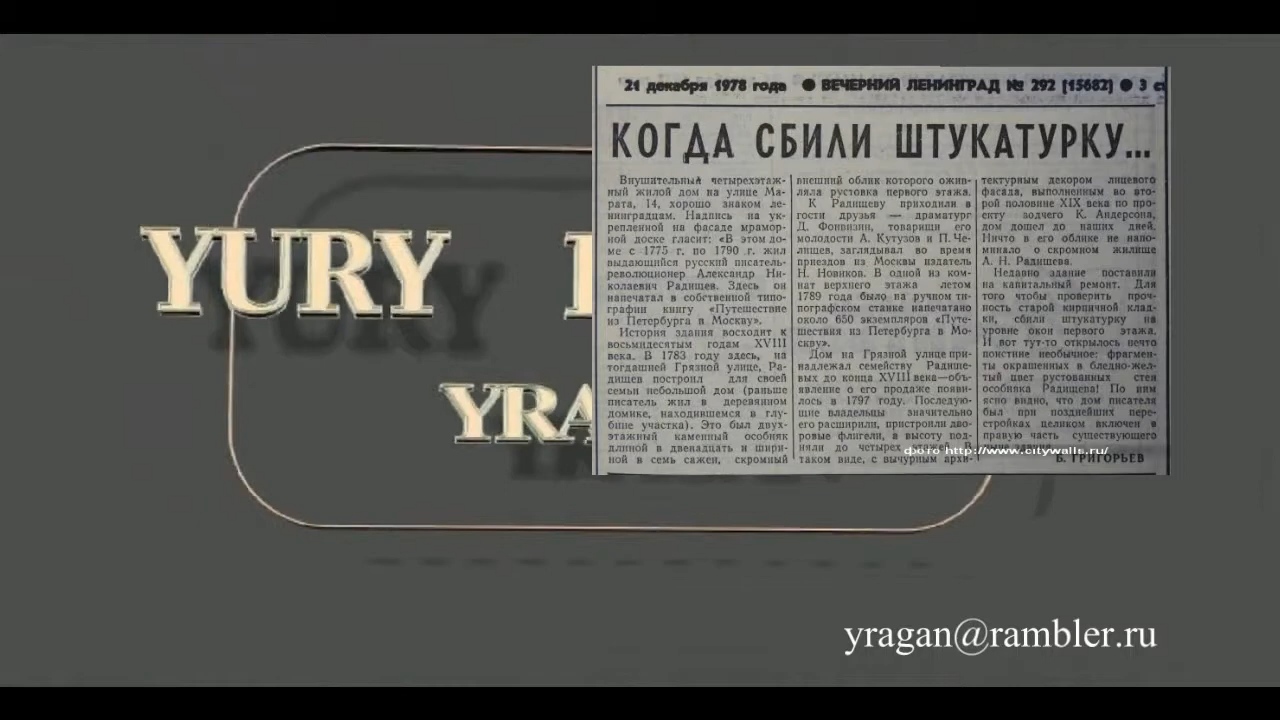 YURY
YRA
21 декабря 1978 года ● ВЕЧЕРНИЙ ЛЕНИНГРАД № 292 [15682] ● 3
КОГДА СБИЛИ ШТУКАТУРКУ...
Внушительный четырехэтаж-
ный жилой дом на улице Ма-
рата, 14, хорошо знаком ле-
нинградцам. Надпись на ук-
репленной на фасаде мрамор-
ной доске гласит: «В этом до-
ме с 1775 г. по 1790 г. жил
выдающийся русский писатель-
революционер Александр Ни-
колаевич Радищев. Здесь он
напечатал в собственной типо-
графии книгу «Путешествие
из Петербурга в Москву».
История здания восходит к
восьмидесятым годам XVIII
века. В 1783 году здесь, на
тогдашней Грязной улице, Ра-
дищев построил для своей
семьи небольшой дом (раньше
писатель жил в деревянном
домике, находившемся в глу-
бине участка). Это был двух-
этажный каменный особняк
длиной в двенадцать и шири-
ной в семь сажен, скромный
внешний облик которого ожив-
ляла рустовка первого этажа.
К Радищеву приходили в
гости друзья — драматург
Д. Фонвизин, товарищи его
молодости А. Кутузов и П. Че-
лищев, заглядывал во время
приездов из Москвы издатель
Н. Новиков. В одной из ком-
нат верхнего этажа летом
1789 года было на ручном ти-
пографском станке напечатано
около 650 экземпляров «Путе-
шествия из Петербурга в Мо-
скву».
Дом на Грязной улице при-
надлежал семейству Радище-
вых до конца XVIII века—объ-
явление о его продаже появи-
лось в 1797 году. Последую-
щие владельцы значительно
его расширили, пристроили дво-
ровые флигели, а высоту под-
няли до четырех этажей. В
таком виде, с вычурным архи-
тектурным декором лицевого
фасада, выполненным во вто-
рой половине XIX века по про-
екту зодчего К. Андерсона,
дом дошел до наших дней.
Ничто в его облике не напо-
минало о скромном жилище
А. Н. Радищева.
Недавно здание поставили
на капитальный ремонт. Для
того чтобы проверить проч-
ность старой кирпичной клад-
ки, сбили штукатурку на
уровне окон первого этажа.
И вот тут-то открылось нечто
поистине необычное: фрагмен-
ты окрашенных в бледно-жел-
тый цвет рустованных стен
особняка Радищева! По ним
ясно видно, что дом писателя
был при позднейших пере-
стройках целиком включен в
правую часть существующего
ныне здания.
фото http://www.citywalls.ru/
Б. ГРИГОРЬЕВ
yragan@rambler.ru